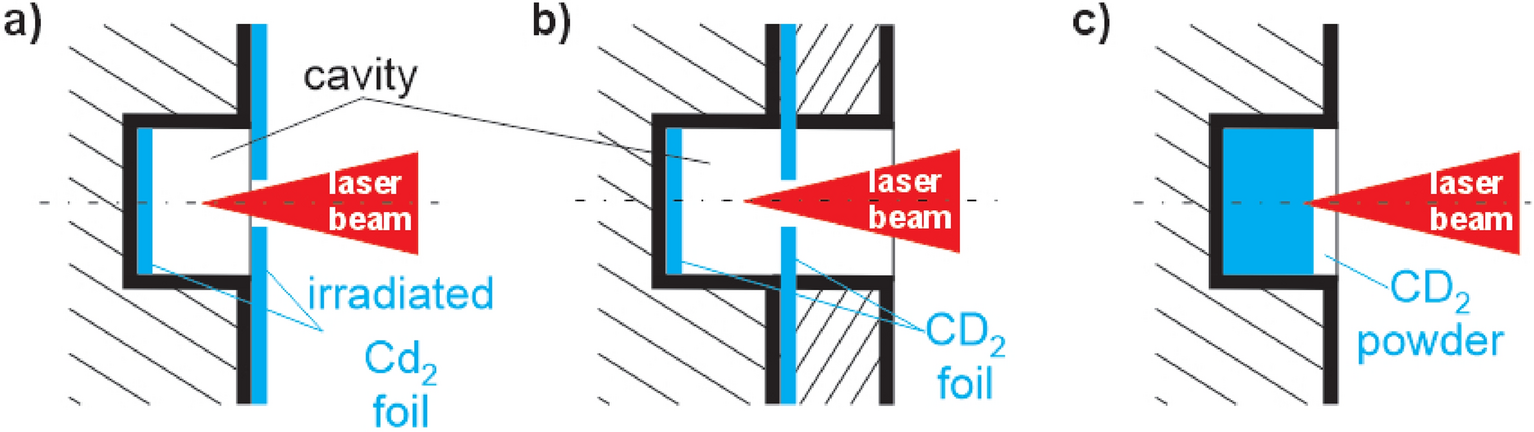 a)
cavity
laser
beam
irradiated
Cd₂
foil
b)
laser
beam
CD₂
foil
c)
laser
beam
CD₂
powder